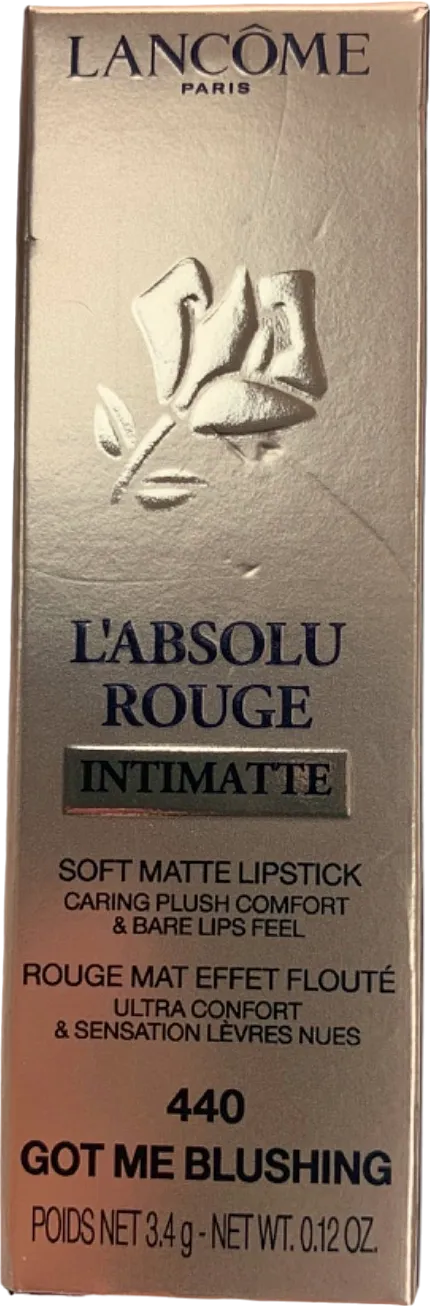 LANCÔME
PARIS
L'ABSOLU
ROUGE
INTIMATTE
SOFT MATTE LIPSTICK
CARING PLUSH COMFORT
& BARE LIPS FEEL
ROUGE MAT EFFET FLOUTÉ
ULTRA CONFORT
& SENSATION LÈVRES NUES
440
GOT ME BLUSHING
POIDS NET 3.4 g - NET WT. 0.12 OZ.